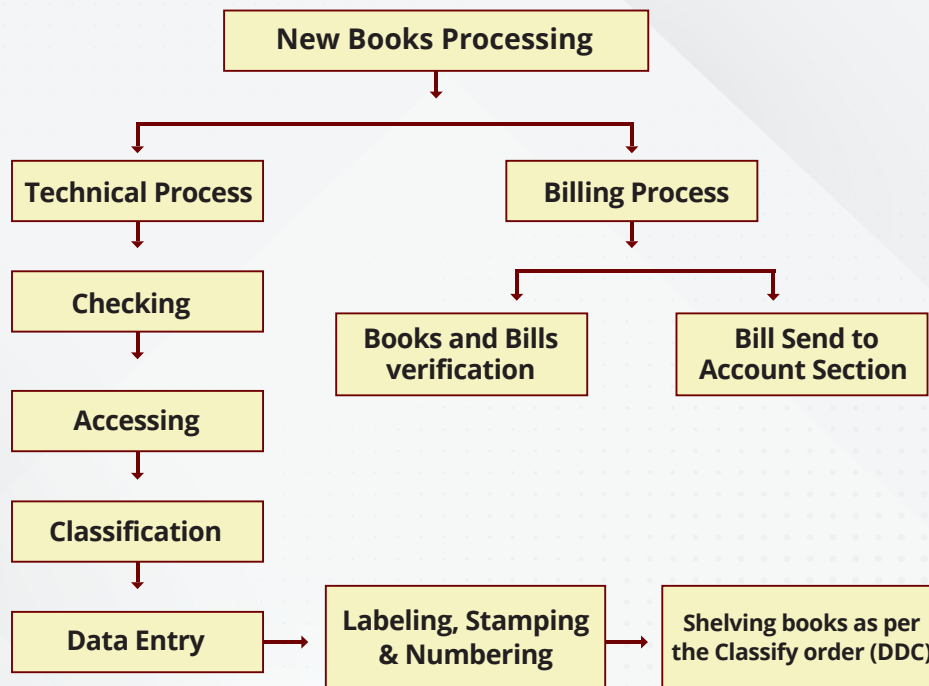 New Books Processing
Technical Process
Billing Process
Checking
Books and Bills
verification
Bill Send to
Account Section
Accessing
Classification
Data Entry
Labeling, Stamping
& Numbering
Shelving books as per
the Classify order (DDC)